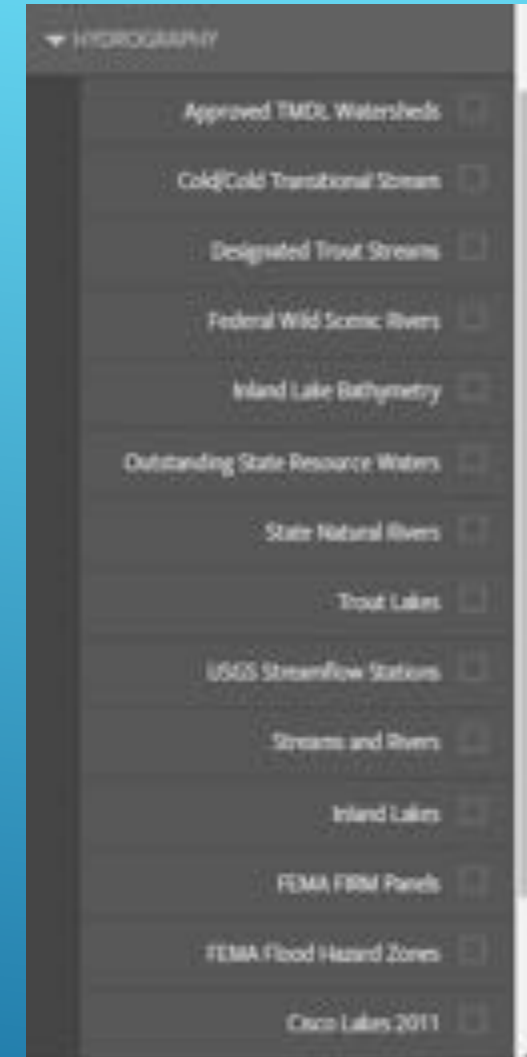 HYDROGRAPHY
Approved TMDL Watersheds
Cold/Cold Transitional Stream
Designated Trout Streams
Federal Wild Scenic Rivers
Inland Lake Bathymetry
Outstanding State Resource Waters
State Natural Rivers
Trout Lakes
USGS Streamflow Stations
Streams and Rivers
Inland Lakes
FEMA FIRM Panels
FEMA Flood Hazard Zones
Cisco Lakes 2011